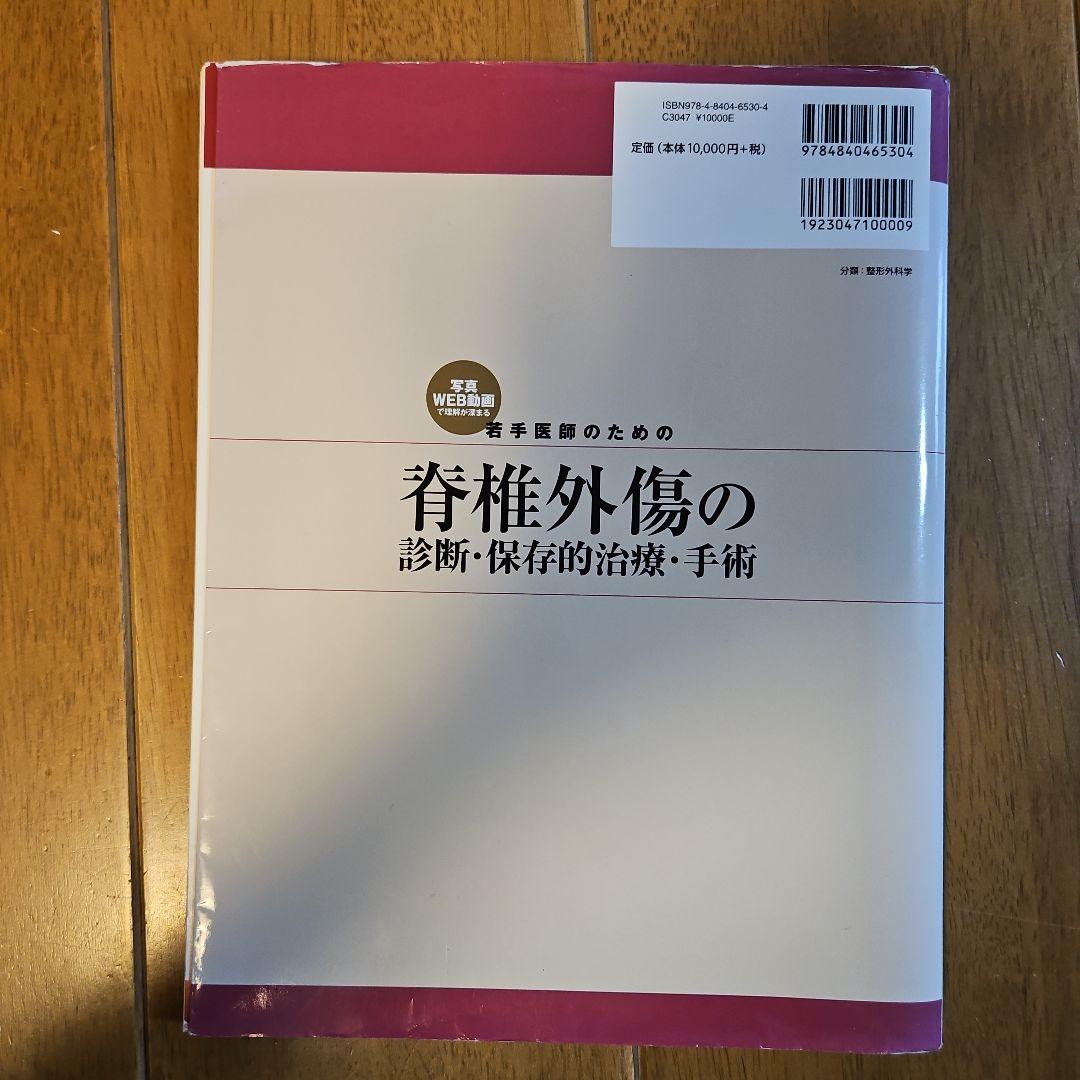 ISBN978-4-8404-6530-4
C3047 ¥10000E
定価（本体10,000円＋税）
9784840465304
1923047100009
分類：整形外科学
写真
WEB動画
で理解が深まる
若手医師のための
脊椎外傷の
診断・保存的治療・手術